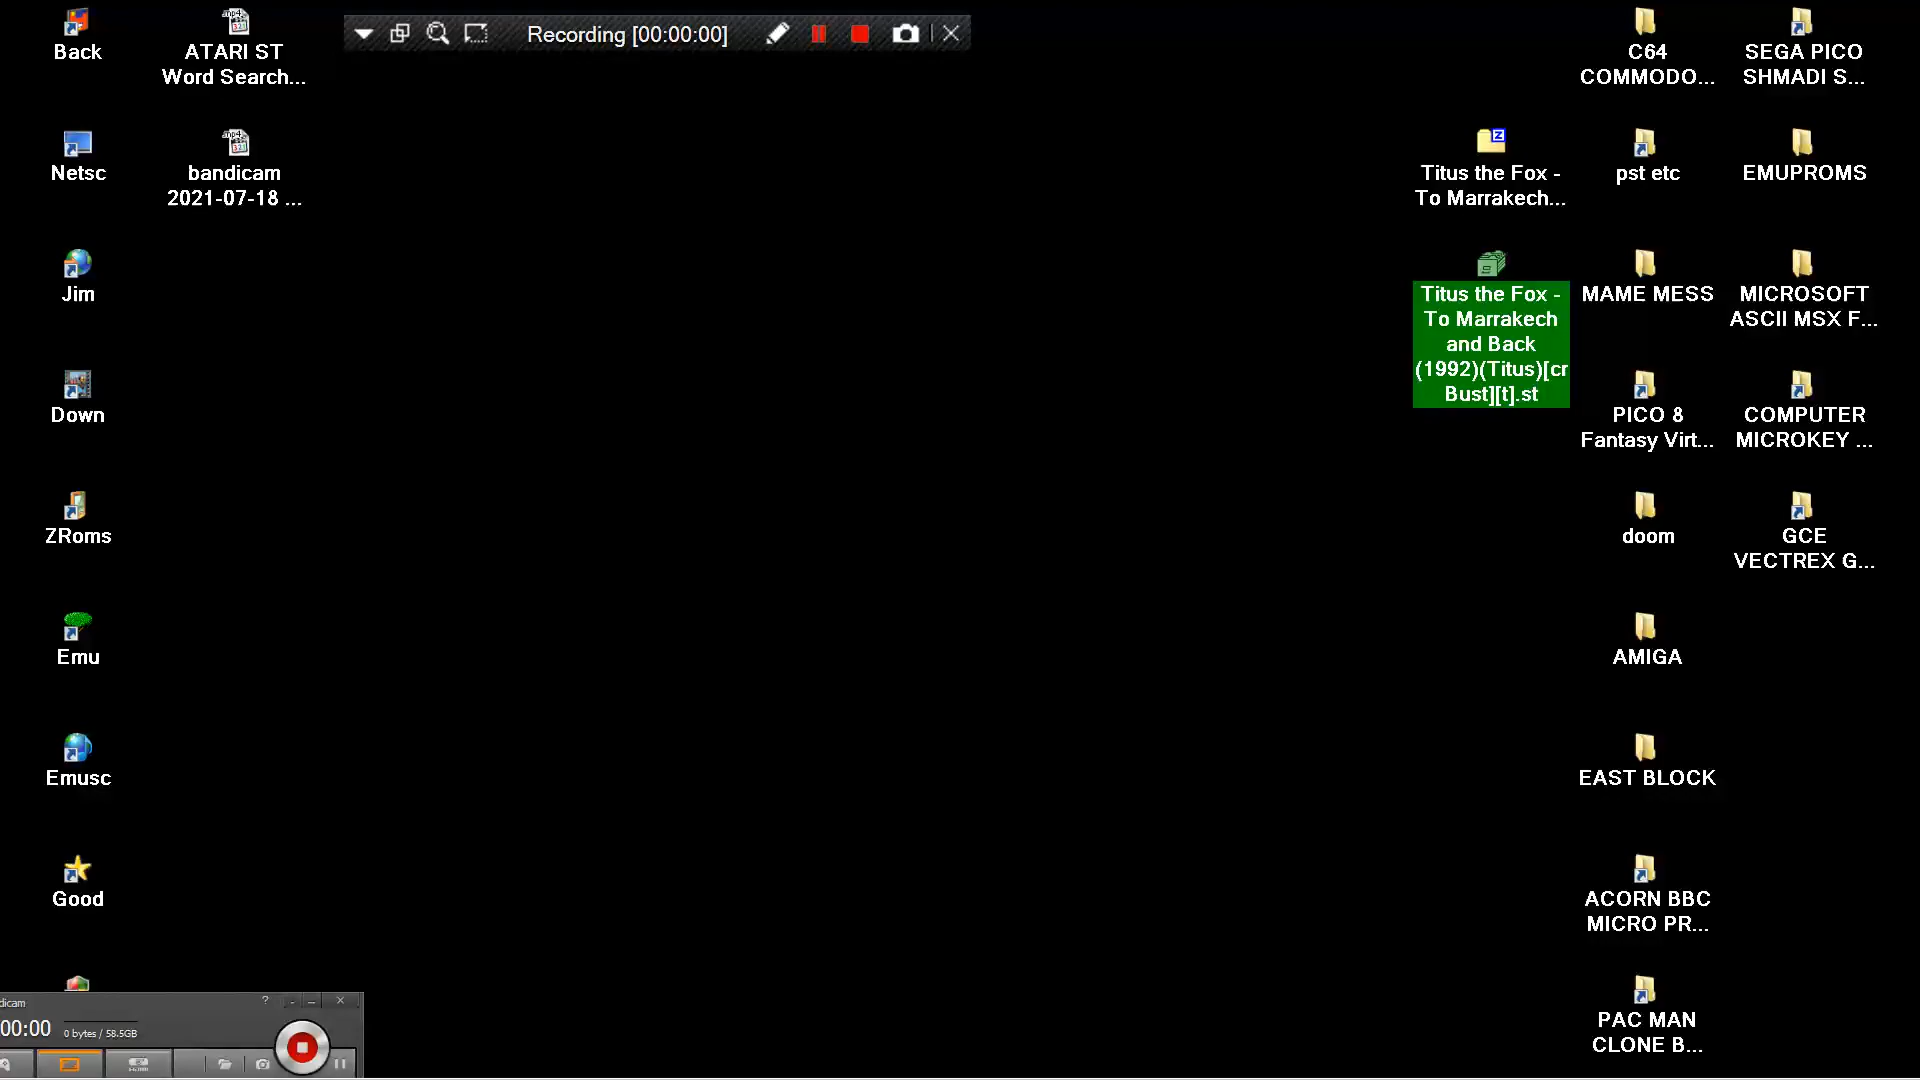 Back
ATARI ST
Word Search...
Recording [00:00:00]
C64
COMMODO...
SEGA PICO
SHMADI S...
Netsc
bandicam
2021-07-18 ...
Titus the Fox -
To Marrakech...
pst etc
EMUPROMS
Jim
Titus the Fox -
To Marrakech
and Back
(1992)(Titus)[cr
Bust][t].st
MAME MESS
MICROSOFT
ASCII MSX F...
Down
PICO 8
Fantasy Virt...
COMPUTER
MICROKEY ...
ZRoms
doom
GCE
VECTREX G...
Emu
AMIGA
Emusc
EAST BLOCK
Good
ACORN BBC
MICRO PR...
dicam
00:00
0 bytes / 58.5GB
PAC MAN
CLONE B...